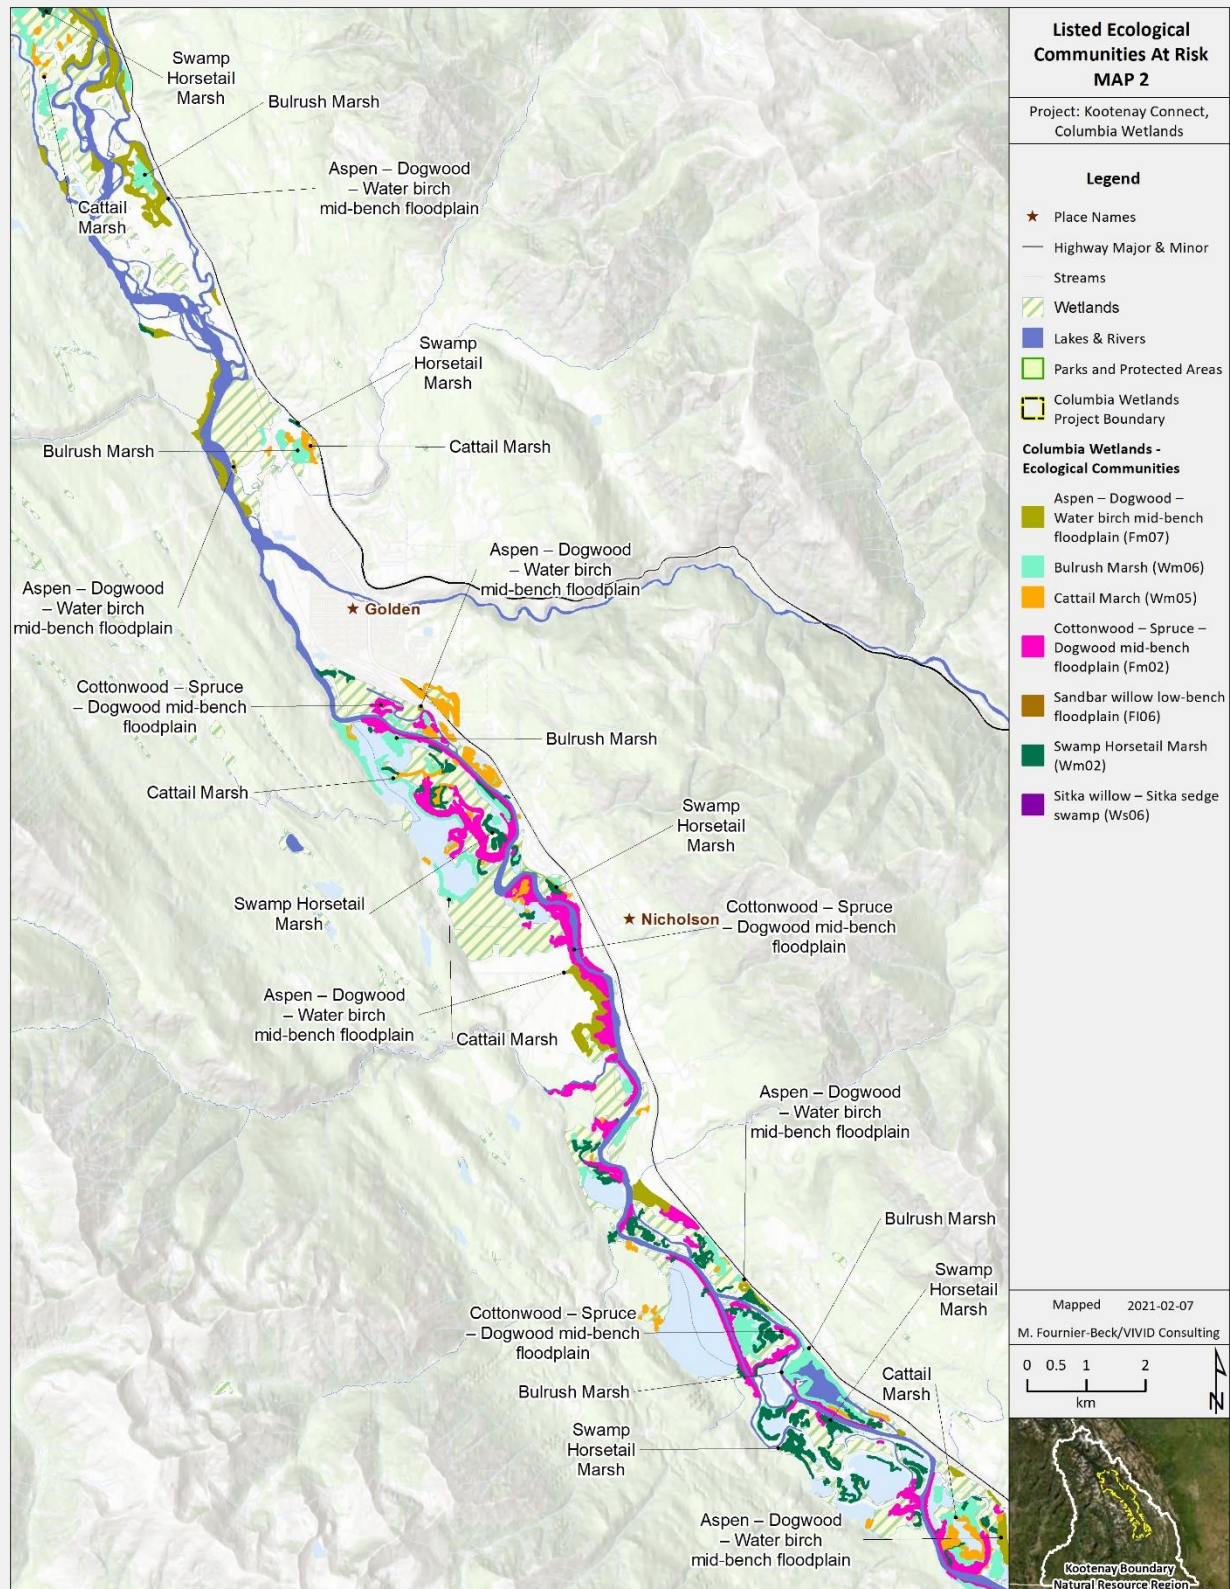 Swamp
Horsetail
Marsh
Bulrush Marsh
Aspen – Dogwood
– Water birch
mid-bench floodplain
Cattail
Marsh
Swamp
Horsetail
Marsh
Bulrush Marsh
Cattail Marsh
Aspen – Dogwood
– Water birch
mid-bench floodplain
Aspen – Dogwood
– Water birch
mid-bench floodplain
Golden
Cottonwood – Spruce
– Dogwood mid-bench
floodplain
Bulrush Marsh
Cattail Marsh
Swamp
Horsetail
Marsh
Swamp Horsetail
Marsh
Nicholson
Cottonwood – Spruce
– Dogwood mid-bench
floodplain
Aspen – Dogwood
– Water birch
mid-bench floodplain
Cattail Marsh
Aspen – Dogwood
– Water birch
mid-bench floodplain
Bulrush Marsh
Swamp
Horsetail
Marsh
Cottonwood – Spruce
– Dogwood mid-bench
floodplain
Bulrush Marsh
Cattail
Marsh
Swamp
Horsetail
Marsh
Aspen – Dogwood
– Water birch
mid-bench floodplain
Listed Ecological
Communities At Risk
MAP 2
Project: Kootenay Connect,
Columbia Wetlands
Legend
Place Names
Highway Major & Minor
Streams
Wetlands
Lakes & Rivers
Parks and Protected Areas
Columbia Wetlands
Project Boundary
Columbia Wetlands -
Ecological Communities
Aspen – Dogwood –
Water birch mid-bench
floodplain (Fm07)
Bulrush Marsh (Wm06)
Cattail March (Wm05)
Cottonwood – Spruce –
Dogwood mid-bench
floodplain (Fm02)
Sandbar willow low-bench
floodplain (Fl06)
Swamp Horsetail Marsh
(Wm02)
Sitka willow – Sitka sedge
swamp (Ws06)
Mapped 2021-02-07
M. Fournier-Beck/VIVID Consulting
0 0.5 1 2
km
N
Kootenay Boundary
Natural Resource Region